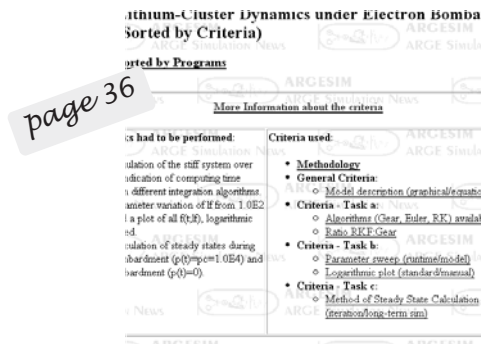 ithium-Cluster Dynamics under Electron Bomba
Sorted by Criteria)
orted by Programs
page 36
More Information about the criteria
ks had to be performed:
ulation of the stiff system over
ndication of computing time
different integration algorithms.
ameter variation of lf from 1.0E2
a plot of all f(t,lf), logarithmic
ed.
culation of steady states during
bardment (p(t)=pc=1.0E4) and
bardment (p(t)=0).
Criteria used:
Methodology
General Criteria:
Model description (graphical/equatio
Criteria - Task a:
Algorithms (Gear, Euler, RK) availab
Ratio RKF:Gear
Criteria - Task b:
Parameter sweep (runtime/model)
Logarithmic plot (standard/manual)
Criteria - Task c:
Method of Steady State Calculation
(iteration/long-term sim)
ARGESIM
ARGE Simulation News